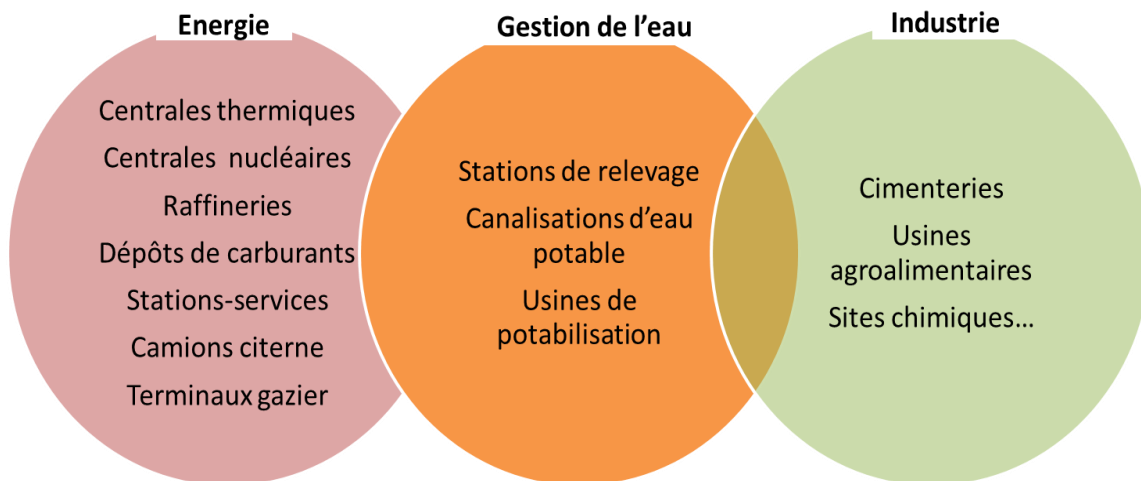 Energie
Centrales thermiques
Centrales nucléaires
Raffineries
Dépôts de carburants
Stations-services
Camions citerne
Terminaux gazier
Gestion de l’eau
Stations de relevage
Canalisations d’eau
potable
Usines de
potabilisation
Industrie
Cimenteries
Usines
agroalimentaires
Sites chimiques…